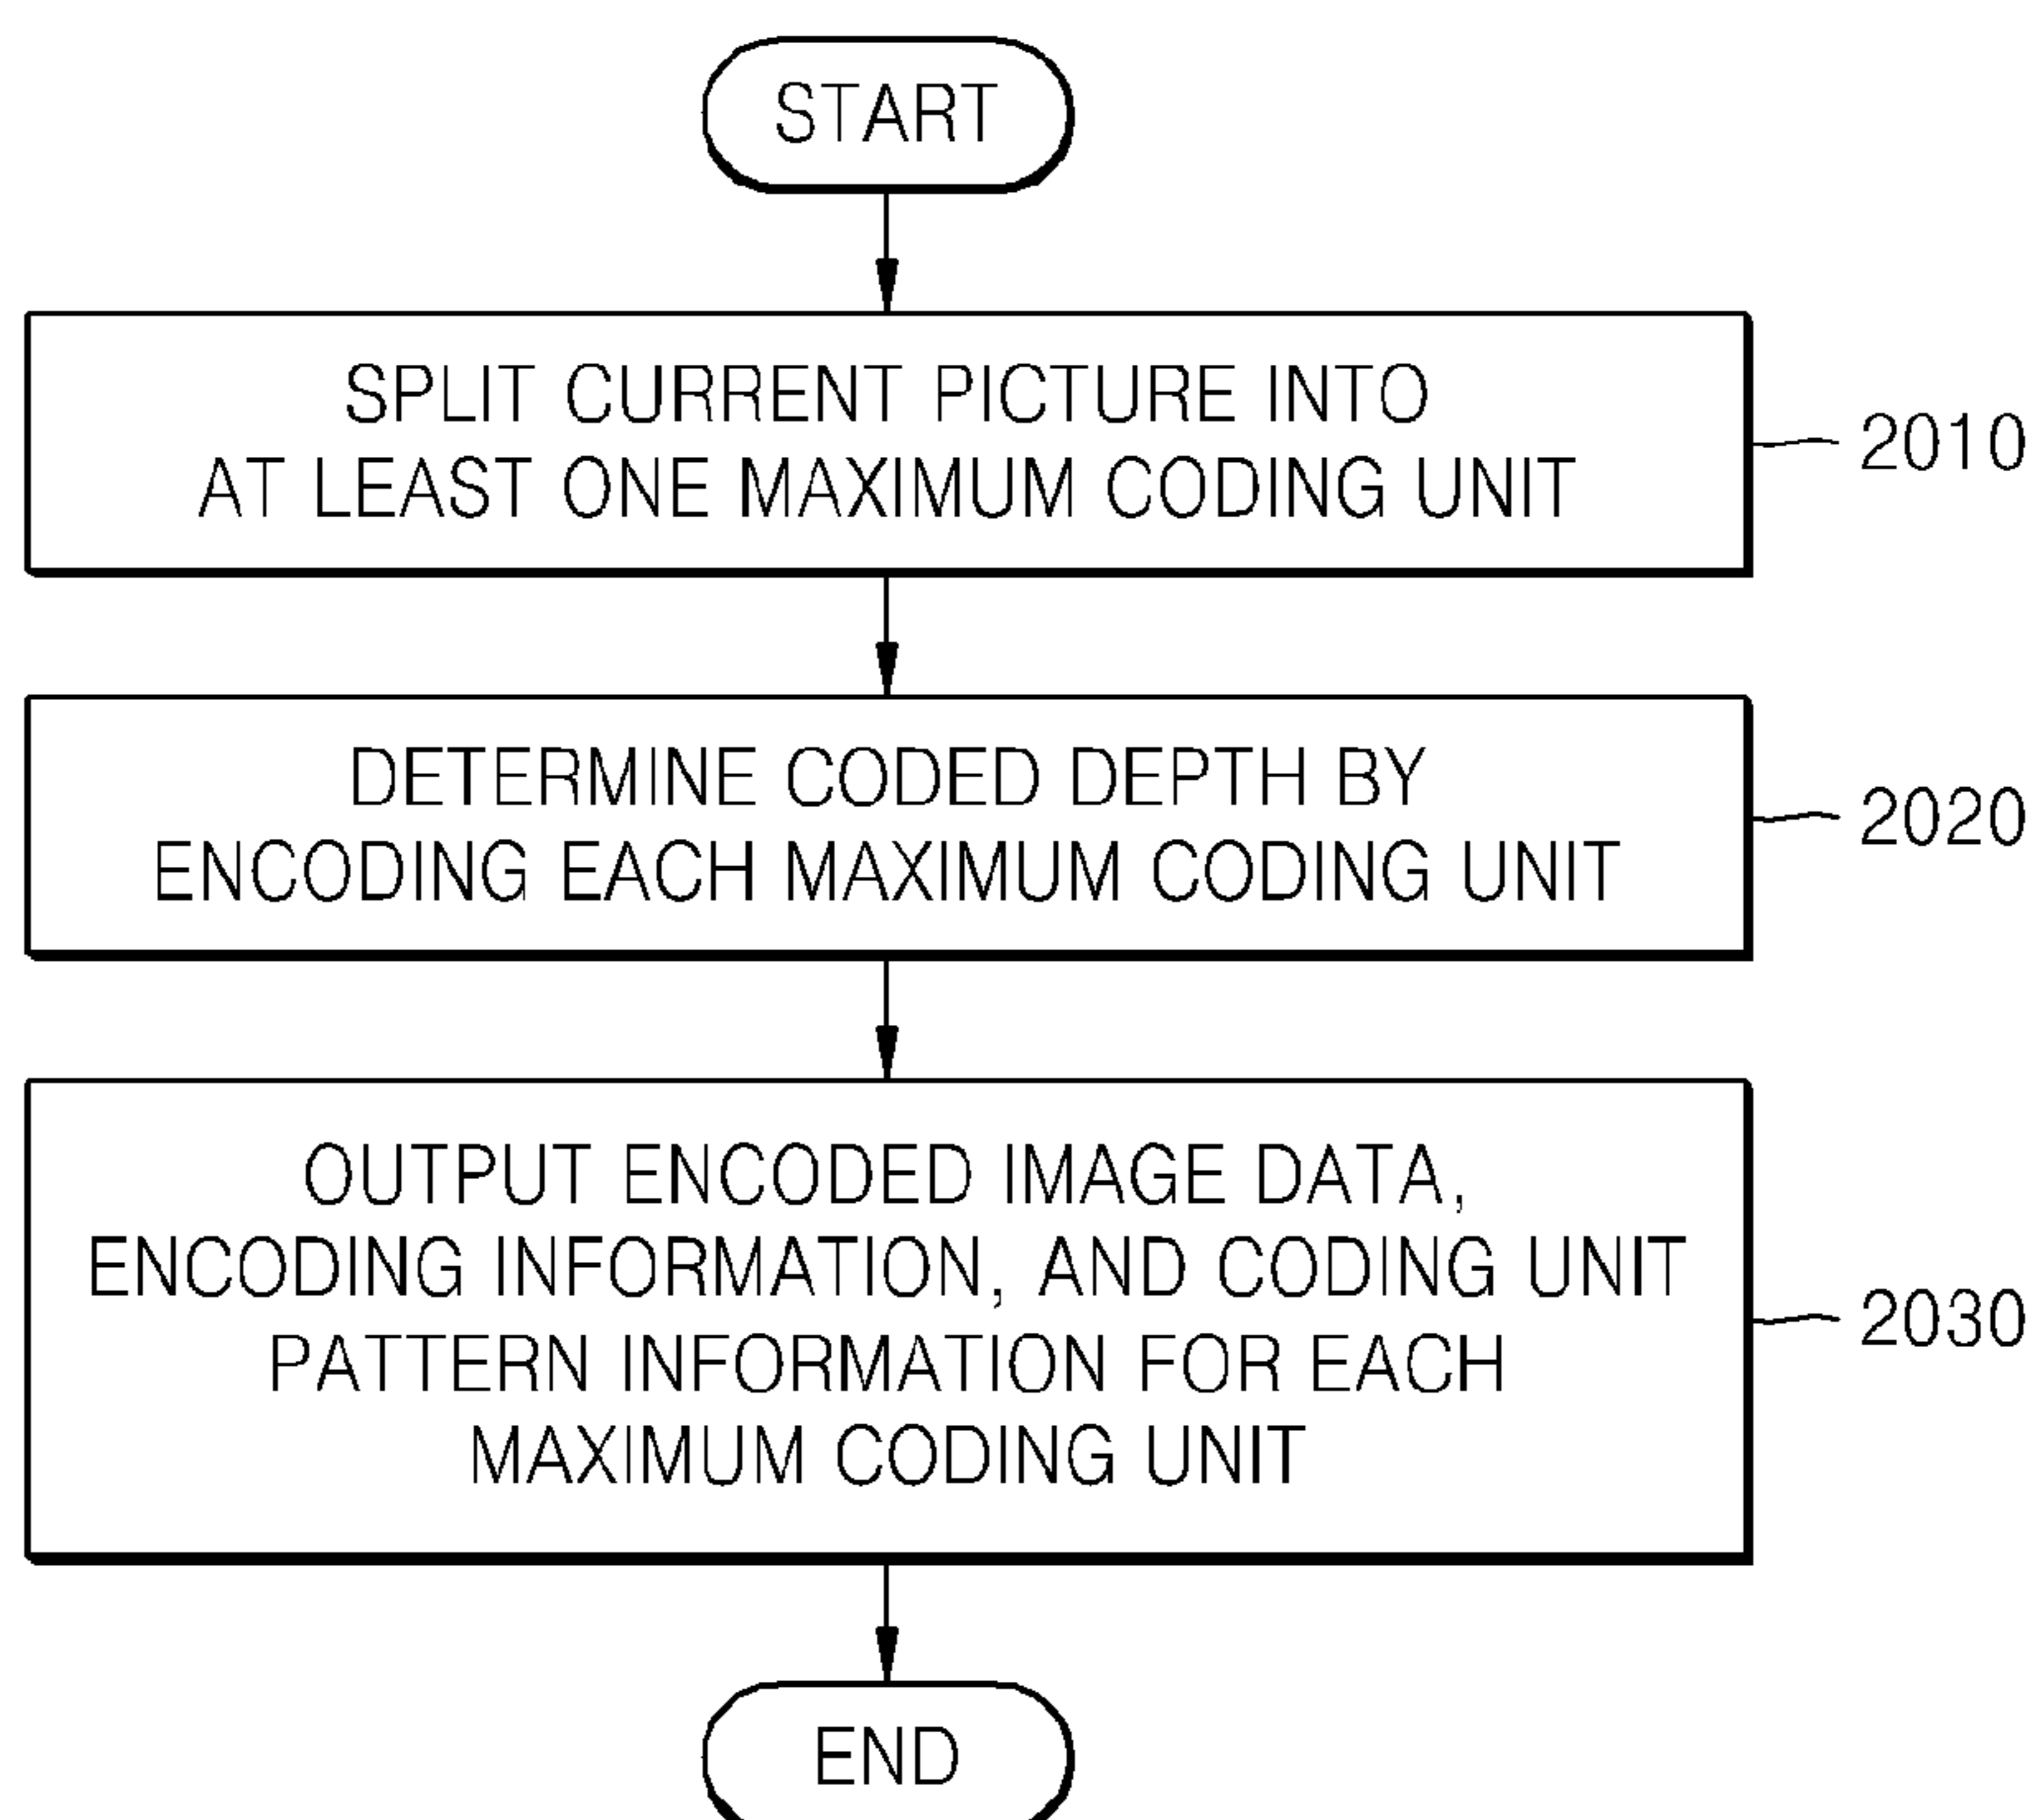 START
SPLIT CURRENT PICTURE INTO
AT LEAST ONE MAXIMUM CODING UNIT
2010
DETERMINE CODED DEPTH BY
ENCODING EACH MAXIMUM CODING UNIT
2020
OUTPUT ENCODED IMAGE DATA,
ENCODING INFORMATION, AND CODING UNIT
PATTERN INFORMATION FOR EACH
MAXIMUM CODING UNIT
2030
END